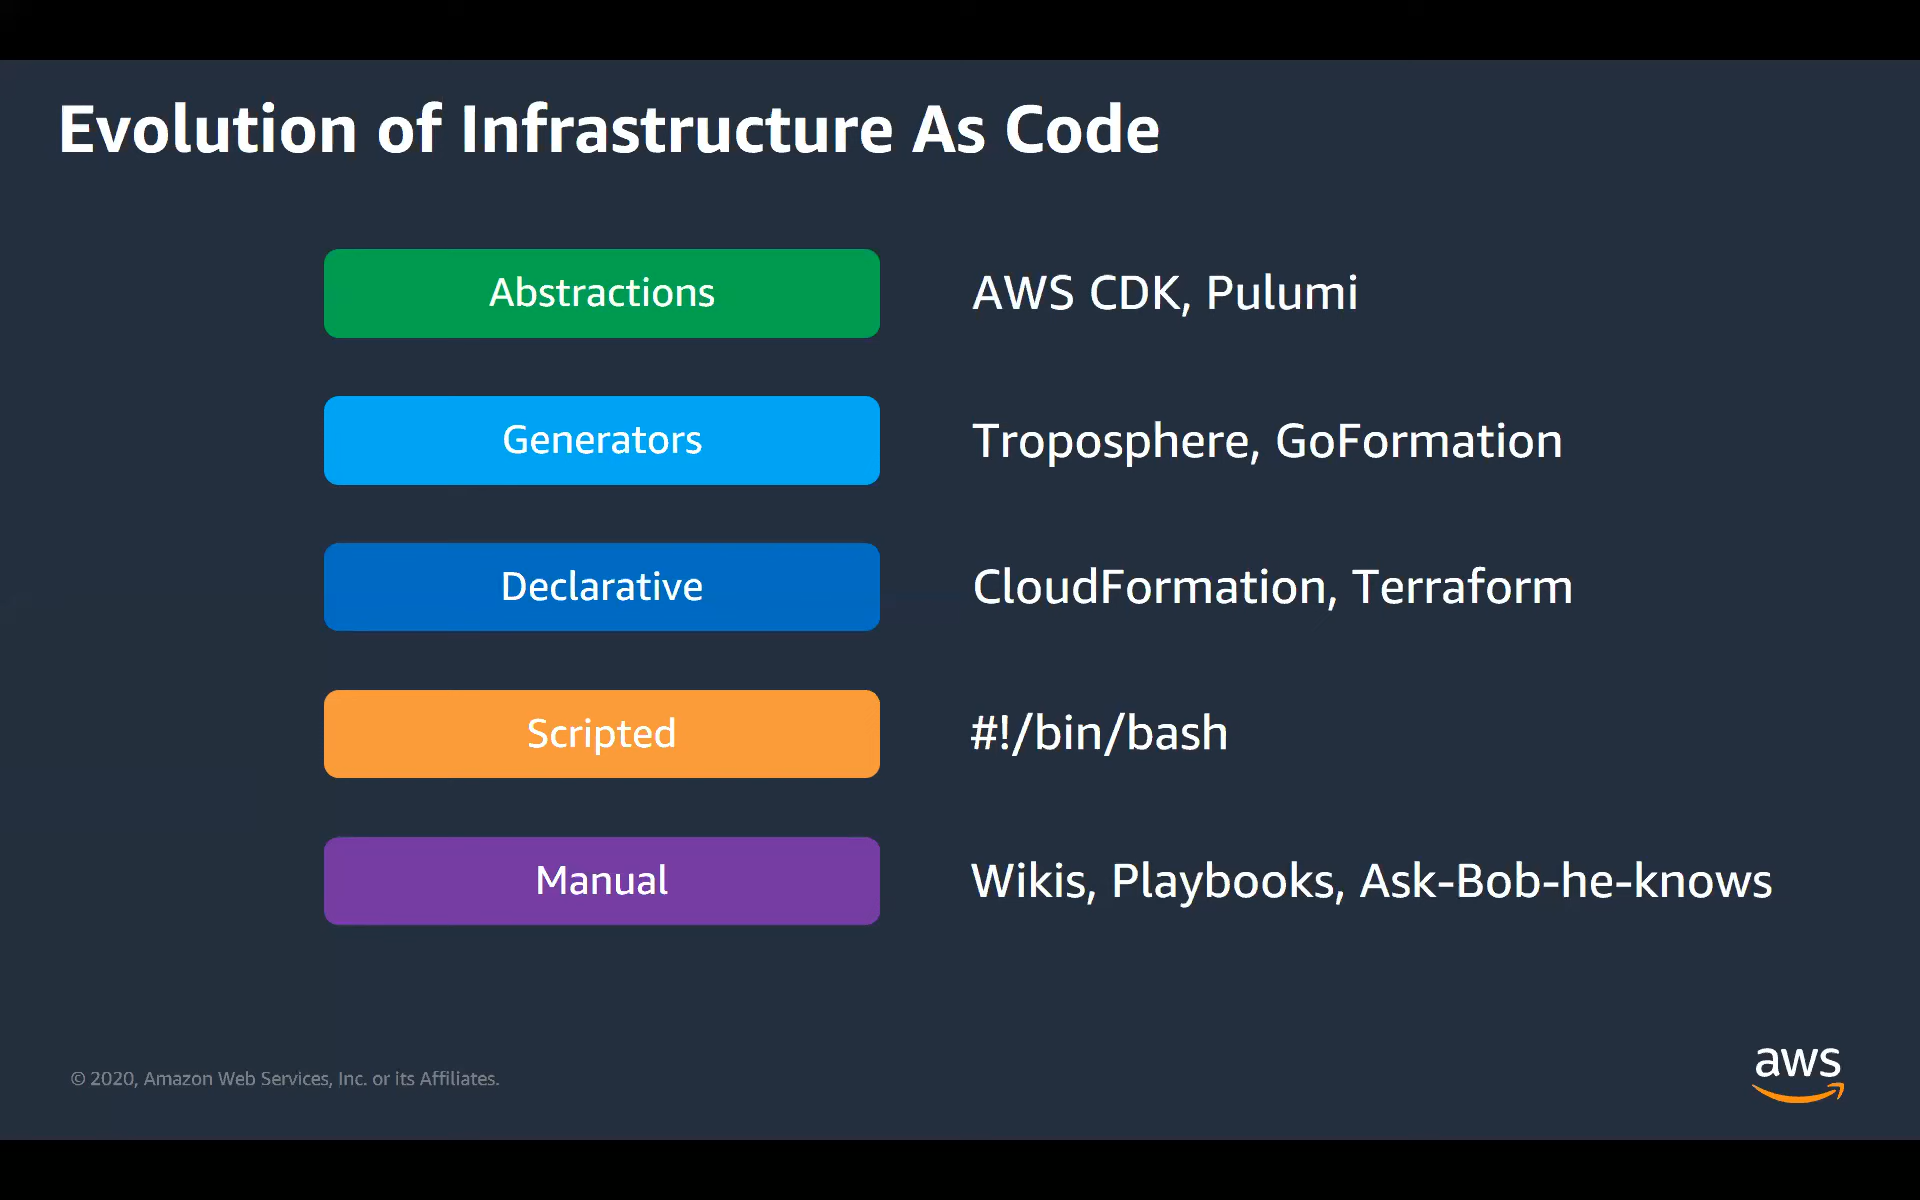 Evolution of Infrastructure As Code
Abstractions
AWS CDK, Pulumi
Generators
Troposphere, GoFormation
Declarative
CloudFormation, Terraform
Scripted
#!/bin/bash
Manual
Wikis, Playbooks, Ask-Bob-he-knows
© 2020, Amazon Web Services, Inc. or its Affiliates.
aws